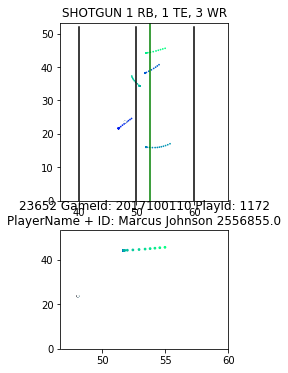 SHOTGUN 1 RB, 1 TE, 3 WR
50
40
30
20
10
0
40 50 60
23652 GameId: 2017100110 PlayId: 1172
PlayerName + ID: Marcus Johnson 2556855.0
40
20
0
50 55 60